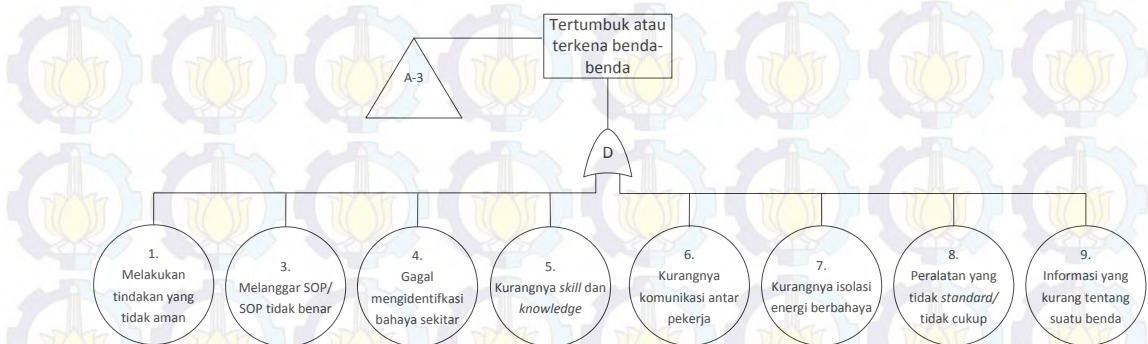 Tertumbuk atau
terkena benda-
benda
A-3
D
1.
Melakukan
tindakan yang
tidak aman
3.
Melanggar SOP/
SOP tidak benar
4.
Gagal
mengidentifkasi
bahaya sekitar
5.
Kurangnya skill dan
knowledge
6.
Kurangnya
komunikasi antar
pekerja
7.
Kurangnya isolasi
energi berbahaya
8.
Peralatan yang
tidak standard/
tidak cukup
9.
Informasi yang
kurang tentang
suatu benda